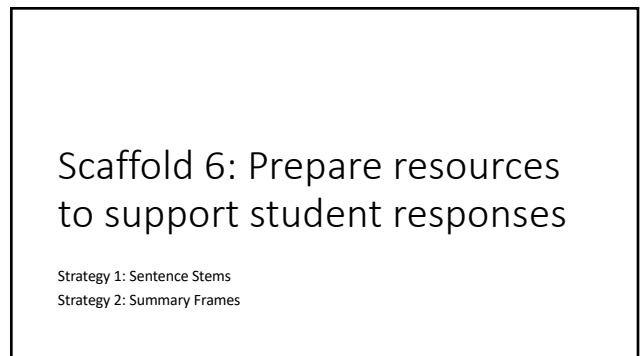 Scaffold 6: Prepare resources
to support student responses
Strategy 1: Sentence Stems
Strategy 2: Summary Frames